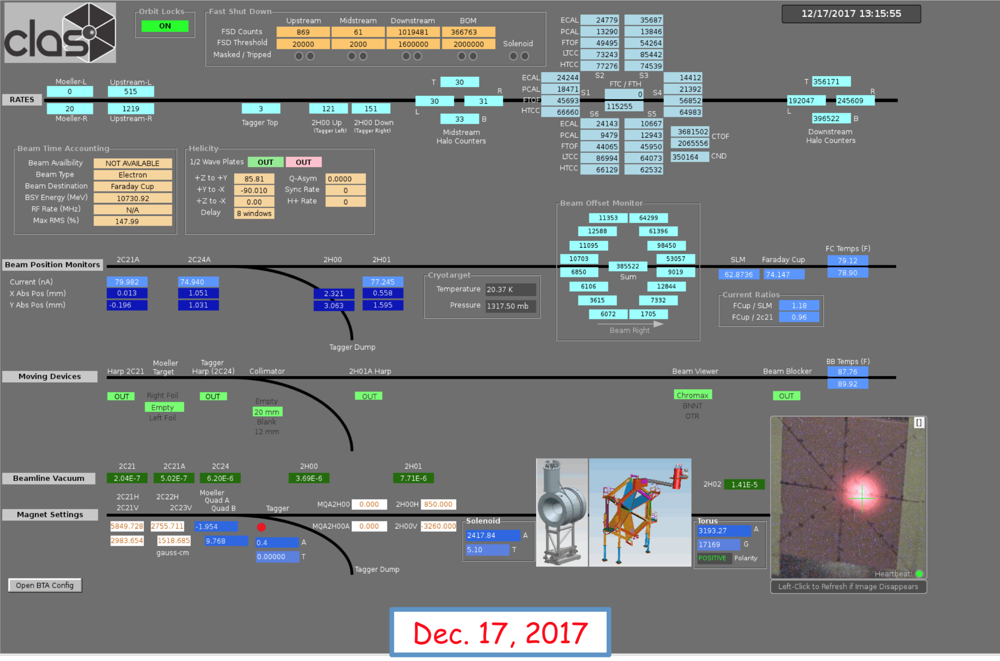 clas
Orbit Locks
ON
Fast Shut Down
Upstream Midstream Downstream BOM
FSD Counts 869 61 1019481 366763
FSD Threshold 20000 2000 1600000 2000000 Solenoid
Masked / Tripped
12/17/2017 13:15:55
ECAL 24779 35687
PCAL 13290 13846
FTOF 49495 54264
LTCC 73243 85442
HTCC 77276 74539
S2 S3
ECAL 24244 14412
PCAL 18471 S1 FTC / FTH 0 S4 21392
FTOF 45693 115255 56852
HTCC 66660 64983
S6 S5
ECAL 24143 10667
PCAL 9479 12943
FTOF 44065 45950
LTCC 86994 64073
HTCC 66129 62532
3681502
2065556 CTOF
350164 CND
RATES
Moeller-L Upstream-L
0 515
20 1219
Moeller-R Upstream-R
3
Tagger Top
121 151
2H00 Up 2H00 Down
(Tagger Left) (Tagger Right)
T 30
R
30 31
L
33 B
Midstream
Halo Counters
T 356171
R
192047 245609
L
396522 B
Downstream
Halo Counters
Beam Time Accounting
Beam Availbility NOT AVAILABLE
Beam Type Electron
Beam Destination Faraday Cup
BSY Energy (MeV) 10730.92
RF Rate (MHz) N/A
Max RMS (%) 147.99
Helicity
1/2 Wave Plates OUT OUT
+Z to +Y 85.81 Q-Asym 0.0000
+Y to -X -90.010 Sync Rate 0
+Z to -X 0.00 H+ Rate 0
Delay 8 windows
Beam Offset Monitor
11353 64299
12588 61396
11095 98450
10703 53057
385522
6850 9019
Sum
6106 12844
3615 7332
6072 1705
Beam Right
Beam Position Monitors
2C21A 2C24A 2H00 2H01
Current (nA) 79.982 74.940 77.245
X Abs Pos (mm) 0.013 1.051 2.321 0.558
Y Abs Pos (mm) -0.196 1.031 3.063 1.595
Tagger Dump
Cryotarget
Temperature 20.37 K
Pressure 1317.50 mb
SLM Faraday Cup
62.8736 74.147
FC Temps (F)
79.12
78.90
Current Ratios
FCup / SLM 1.18
FCup / 2c21 0.96
Moving Devices
Harp 2C21
Moeller
Target
Tagger
Harp (2C24)
Collimator
2H01A Harp
Beam Viewer
Beam Blocker
BB Temps (F)
87.76
89.92
OUT
Right Foil
Empty
Left Foil
OUT
Empty
20 mm
Blank
12 mm
OUT
Chromax
BNNT
OTR
OUT
Beamline Vacuum
2C21 2C21A 2C24 2H00 2H01
2.04E-7 5.02E-7 6.20E-6 3.69E-6 7.71E-6
2H02 1.41E-5
Magnet Settings
2C21H 2C22H
2C21V 2C23V
Moeller
Quad A
Quad B
Tagger
5849.728 2755.711 -1.954
2983.654 1518.685 9.768
gauss-cm
0.4 A
0.00000 T
MQA2H00 0.000 2H00H 850.000
MQA2H00A 0.000 2H00V -3260.000
Tagger Dump
Solenoid
2417.84 A
5.10 T
Torus
3193.27 A
17169 G
POSITIVE Polarity
[]
Heartbeat:
Left-Click to Refresh if Image Disappears
Open BTA Config
Dec. 17, 2017